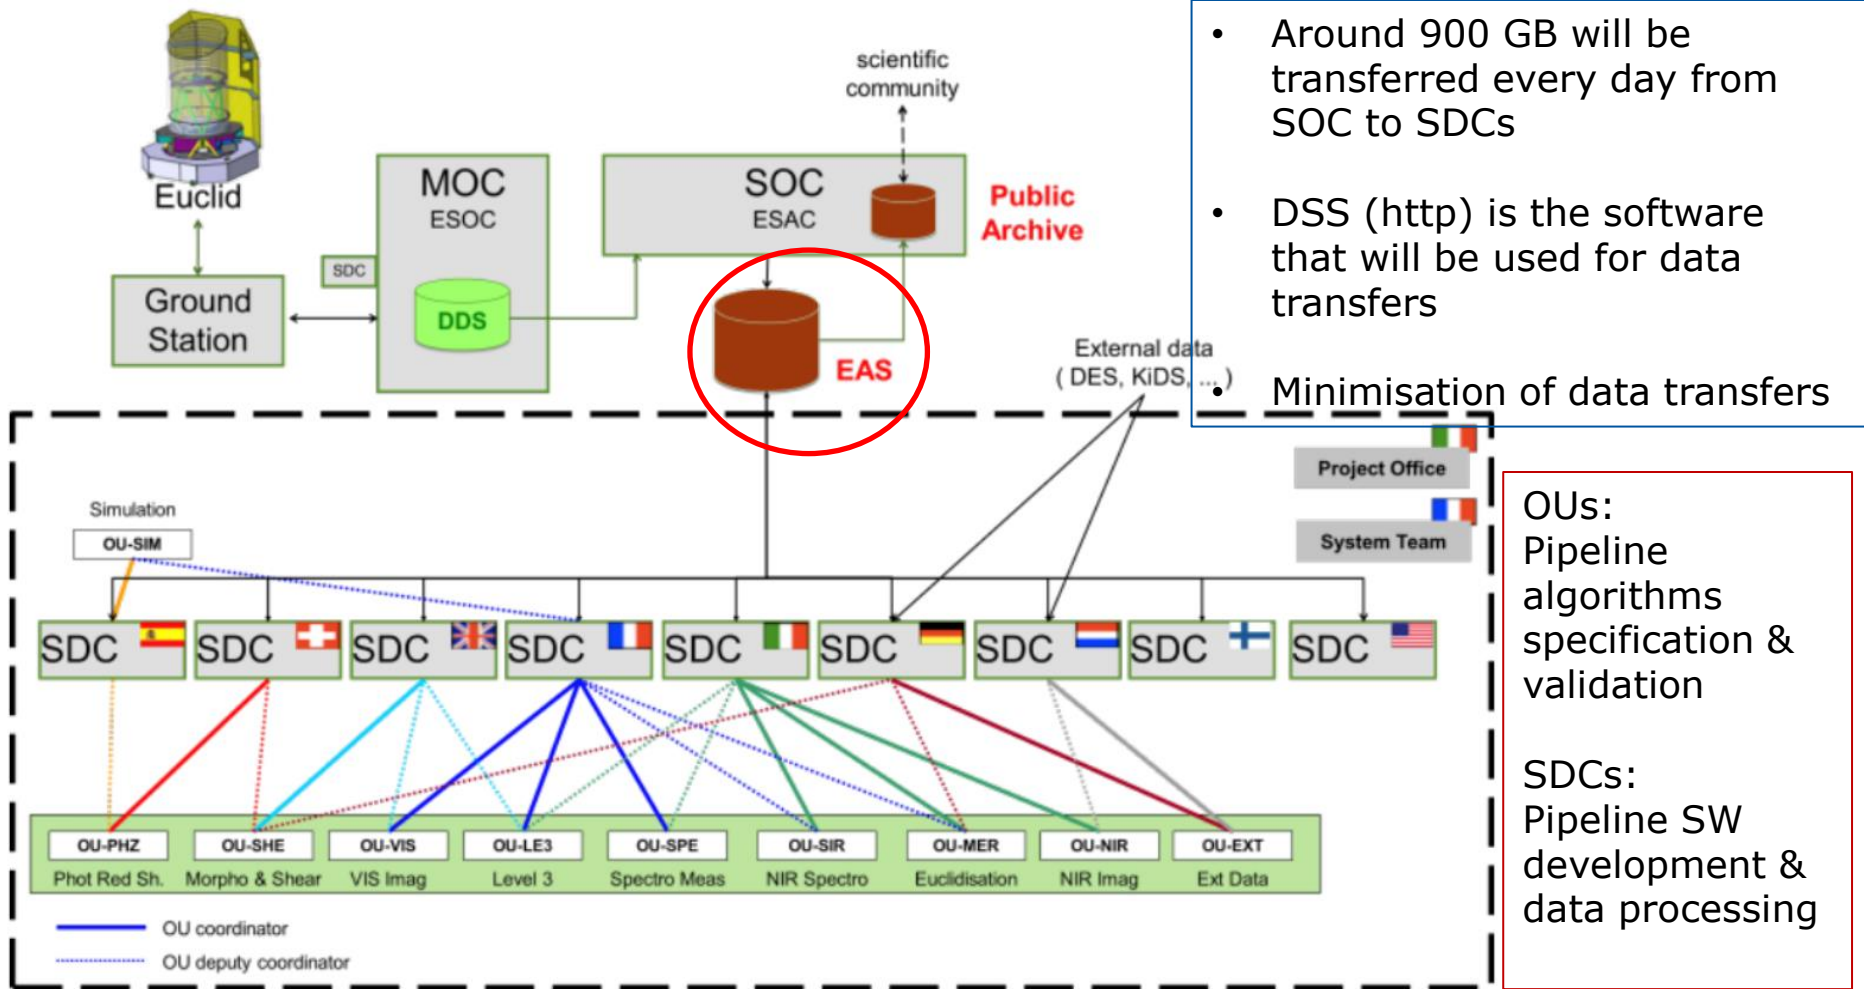 scientific
community
Euclid
MOC
ESOC
SOC
ESAC
Public
Archive
SDC
DDS
Ground
Station
EAS
External data
( DES, KiDS, ... )
• Around 900 GB will be
transferred every day from
SOC to SDCs
• DSS (http) is the software
that will be used for data
transfers
• Minimisation of data transfers
Project Office
System Team
Simulation
OU-SIM
SDC SDC SDC SDC SDC SDC SDC SDC SDC
OU-PHZ OU-SHE OU-VIS OU-LE3 OU-SPE OU-SIR OU-MER OU-NIR OU-EXT
Phot Red Sh. Morpho & Shear VIS Imag Level 3 Spectro Meas NIR Spectro Euclidisation NIR Imag Ext Data
OU coordinator
OU deputy coordinator
OUs:
Pipeline
algorithms
specification &
validation
SDCs:
Pipeline SW
development &
data processing